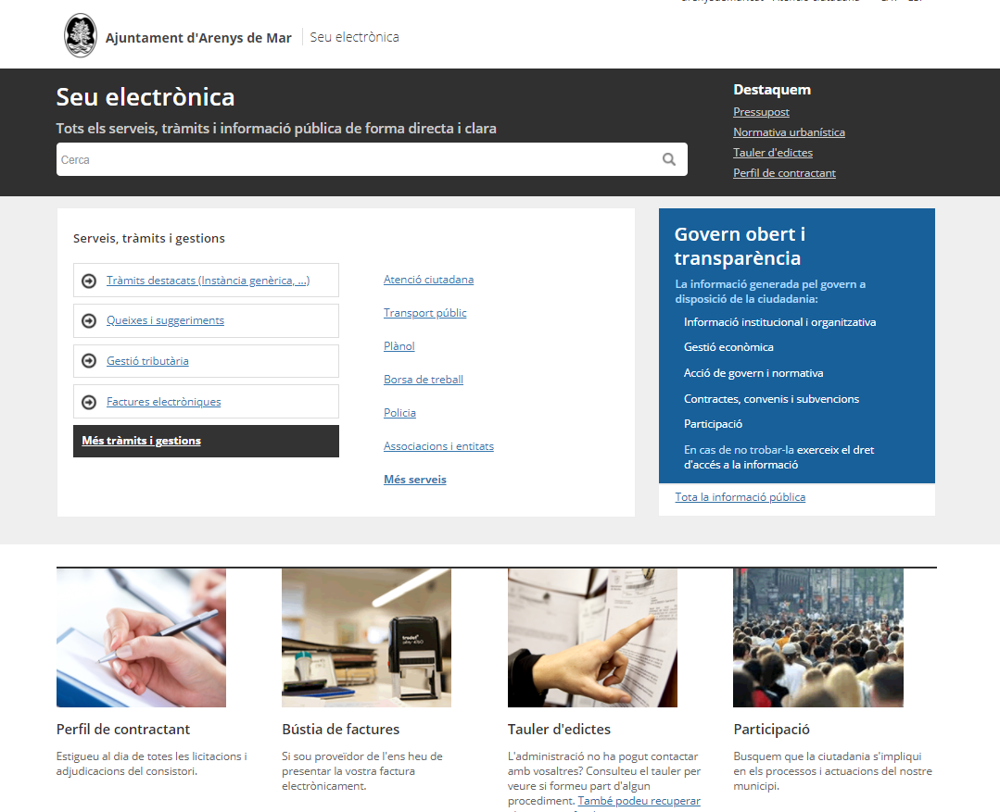 Ajuntament d'Arenys de Mar
Seu electrònica
Seu electrònica
Tots els serveis, tràmits i informació pública de forma directa i clara
Cerca
Destaquem
Pressupost
Normativa urbanística
Tauler d'edictes
Perfil de contractant
Serveis, tràmits i gestions
Tràmits destacats (Instància genèrica, ...)
Queixes i suggeriments
Gestió tributària
Factures electròniques
Més tràmits i gestions
Atenció ciutadana
Transport públic
Plànol
Borsa de treball
Policia
Associacions i entitats
Més serveis
Govern obert i
transparència
La informació generada pel govern a
disposició de la ciudadania:
Informació institucional i organitzativa
Gestió econòmica
Acció de govern i normativa
Contractes, convenis i subvencions
Participació
En cas de no trobar-la exerceix el dret
d'accés a la informació
Tota la informació pública
trodat
Perfil de contractant
Estigueu al dia de totes les licitacions i
adjudicacions del consistori.
Bústia de factures
Si sou proveïdor de l'ens heu de
presentar la vostra factura
electrònicament.
Tauler d'edictes
L'administració no ha pogut contactar
amb vosaltres? Consulteu el tauler per
veure si formeu part d'algun
procediment. També podeu recuperar
Participació
Busquem que la ciutadania s'impliqui
en els processos i actuacions del nostre
municipi.